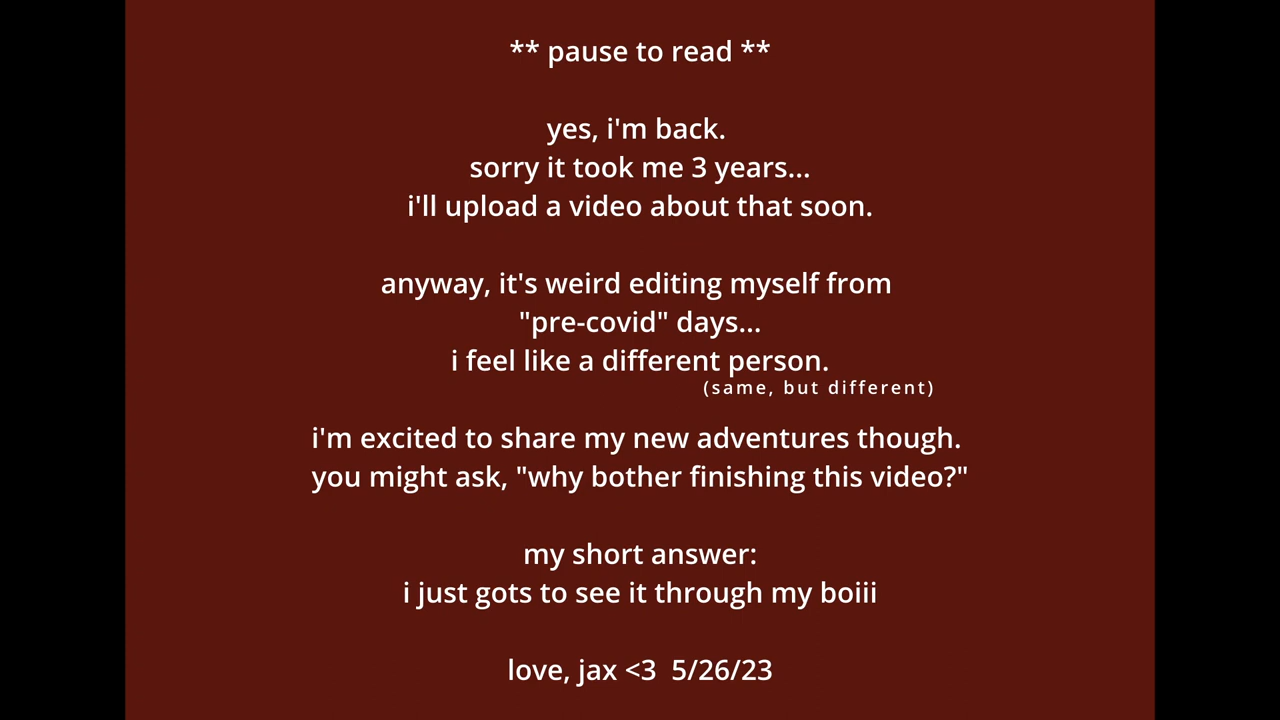 ** pause to read **
yes, i'm back.
sorry it took me 3 years...
i'll upload a video about that soon.
anyway, it's weird editing myself from
"pre-covid" days...
i feel like a different person.
(same, but different)
i'm excited to share my new adventures though.
you might ask, "why bother finishing this video?"
my short answer:
i just gots to see it through my boiii
love, jax <3  5/26/23